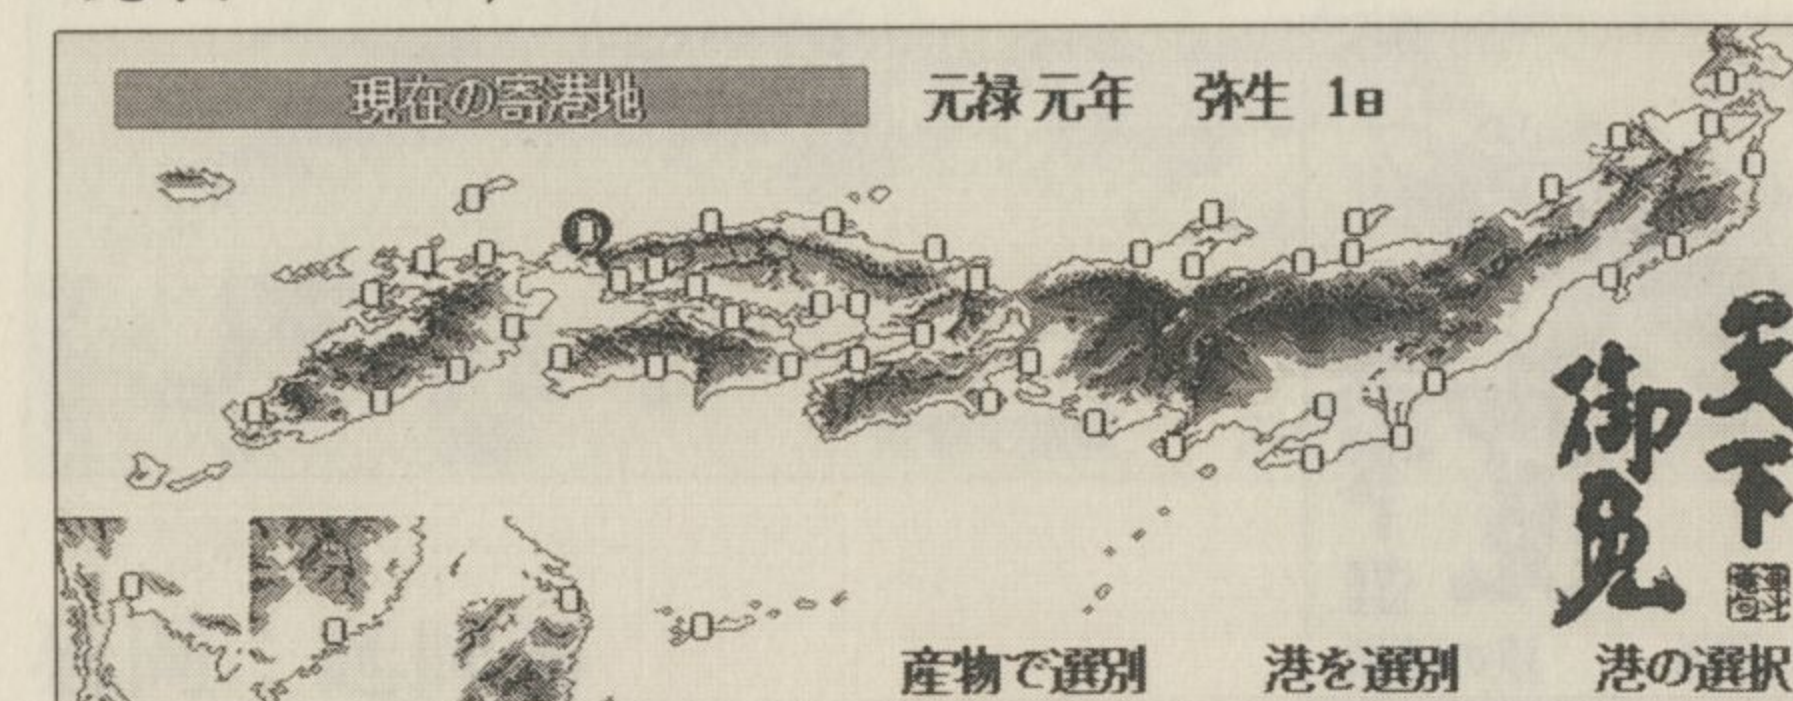 現在の寄港地
元禄元年 弥生 1日
天下
御免
産物で選別
港を選別
港の選択